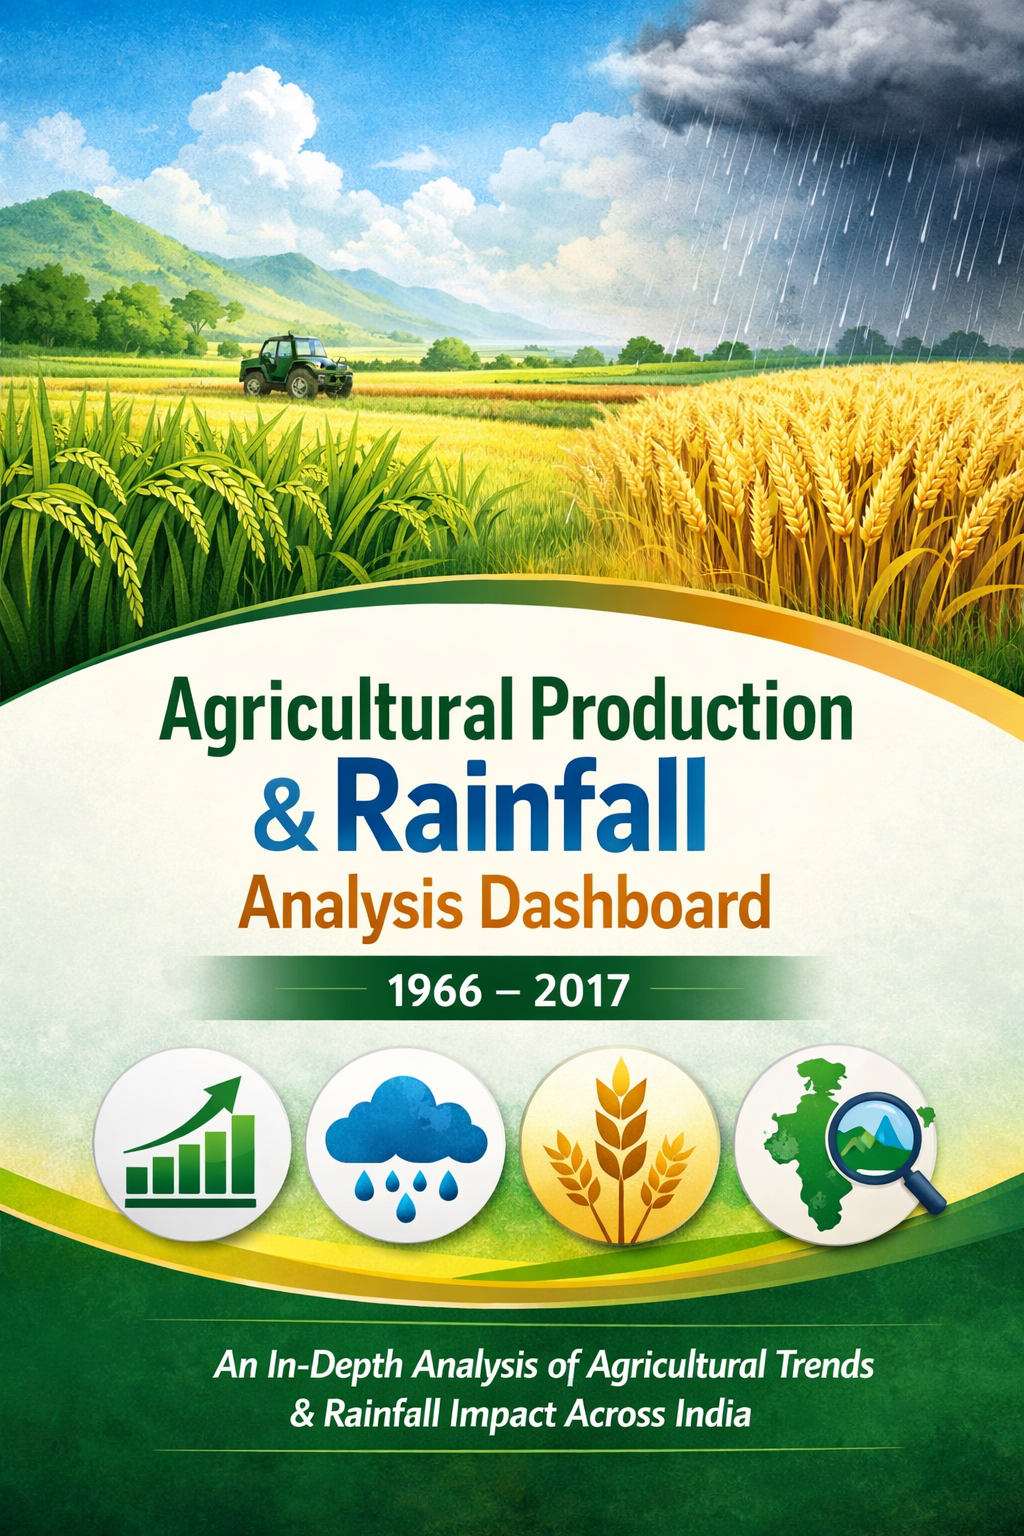 Agricultural Production
& Rainfall
Analysis Dashboard
1966 – 2017
An In-Depth Analysis of Agricultural Trends
& Rainfall Impact Across India